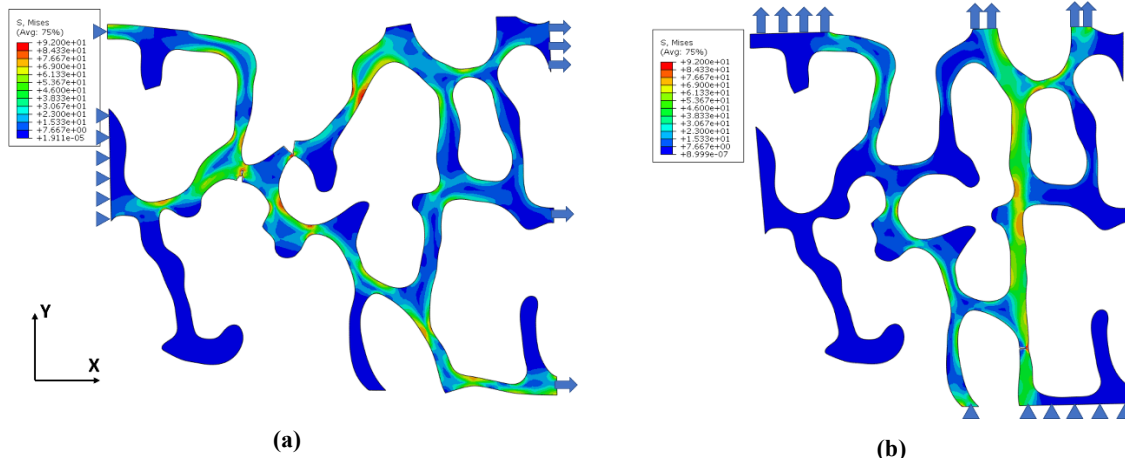 S, Mises
(Avg: 75%)
+9.200e+01
+8.433e+01
+7.667e+01
+6.900e+01
+6.133e+01
+5.367e+01
+4.600e+01
+3.833e+01
+3.067e+01
+2.300e+01
+1.533e+01
+7.667e+00
+1.911e-05
Y
X
(a)
S, Mises
(Avg: 75%)
+9.200e+01
+8.433e+01
+7.667e+01
+6.900e+01
+6.133e+01
+5.367e+01
+4.600e+01
+3.833e+01
+3.067e+01
+2.300e+01
+1.533e+01
+7.667e+00
+8.999e-07
(b)